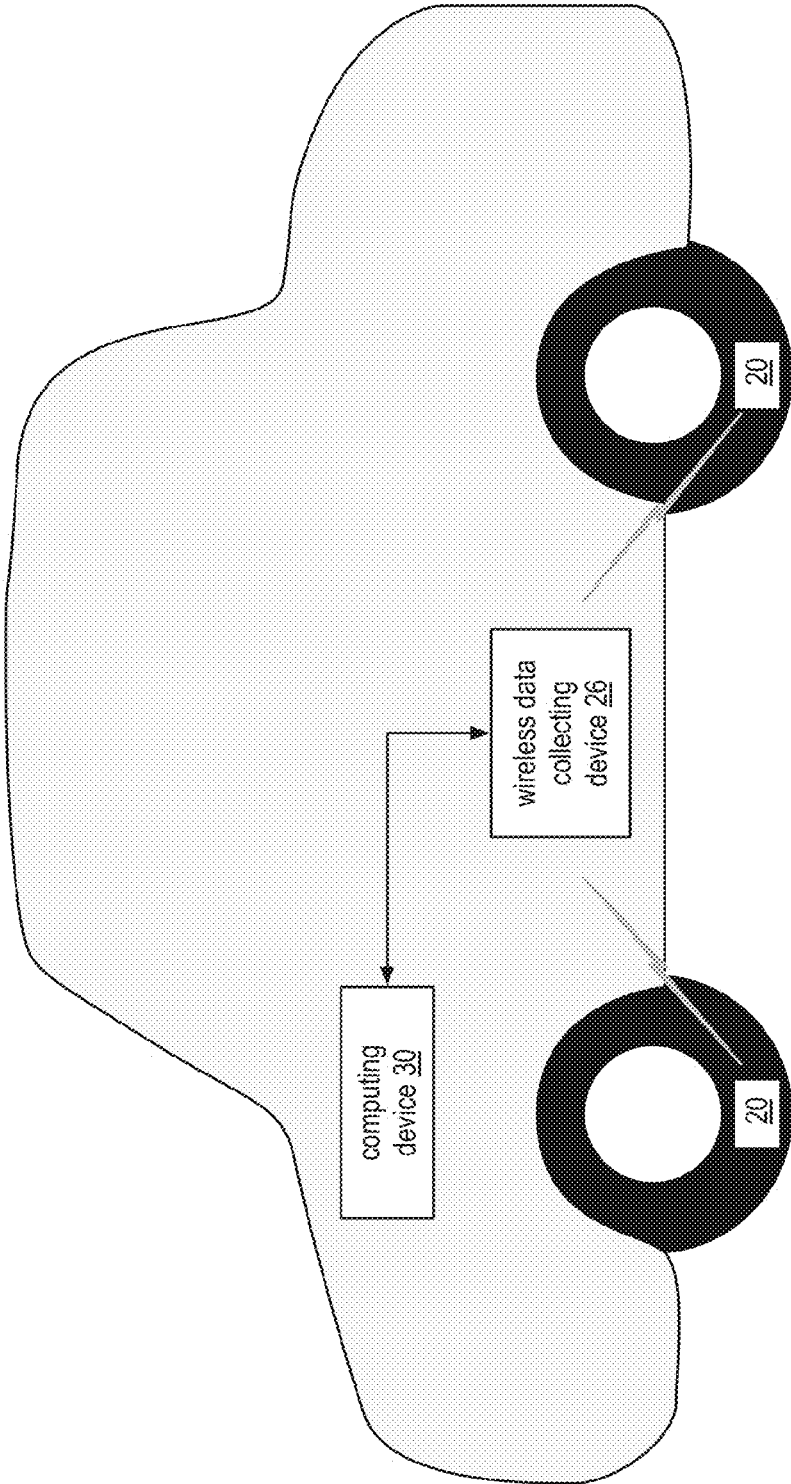 computing
device 30
wireless data
collecting
device 26
20
20